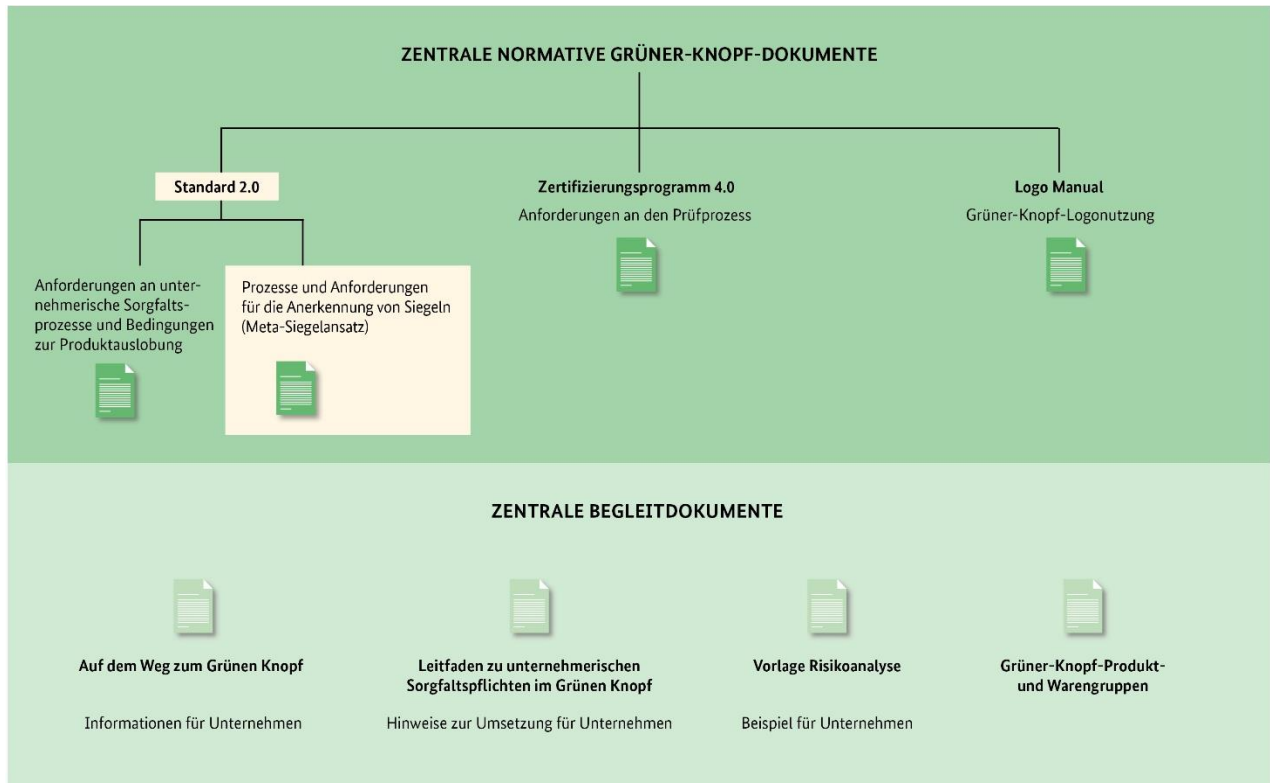 ZENTRALE NORMATIVE GRÜNER-KNOPF-DOKUMENTE
Standard 2.0
Anforderungen an unter-
nehmerische Sorgfalts-
prozesse und Bedingungen
zur Produktauslobung
Prozesse und Anforderungen
für die Anerkennung von Siegeln
(Meta-Siegelansatz)
Zertifizierungsprogramm 4.0
Anforderungen an den Prüfprozess
Logo Manual
Grüner-Knopf-Logonutzung
ZENTRALE BEGLEITDOKUMENTE
Auf dem Weg zum Grünen Knopf
Informationen für Unternehmen
Leitfaden zu unternehmerischen
Sorgfaltspflichten im Grünen Knopf
Hinweise zur Umsetzung für Unternehmen
Vorlage Risikoanalyse
Beispiel für Unternehmen
Grüner-Knopf-Produkt-
und Warengruppen